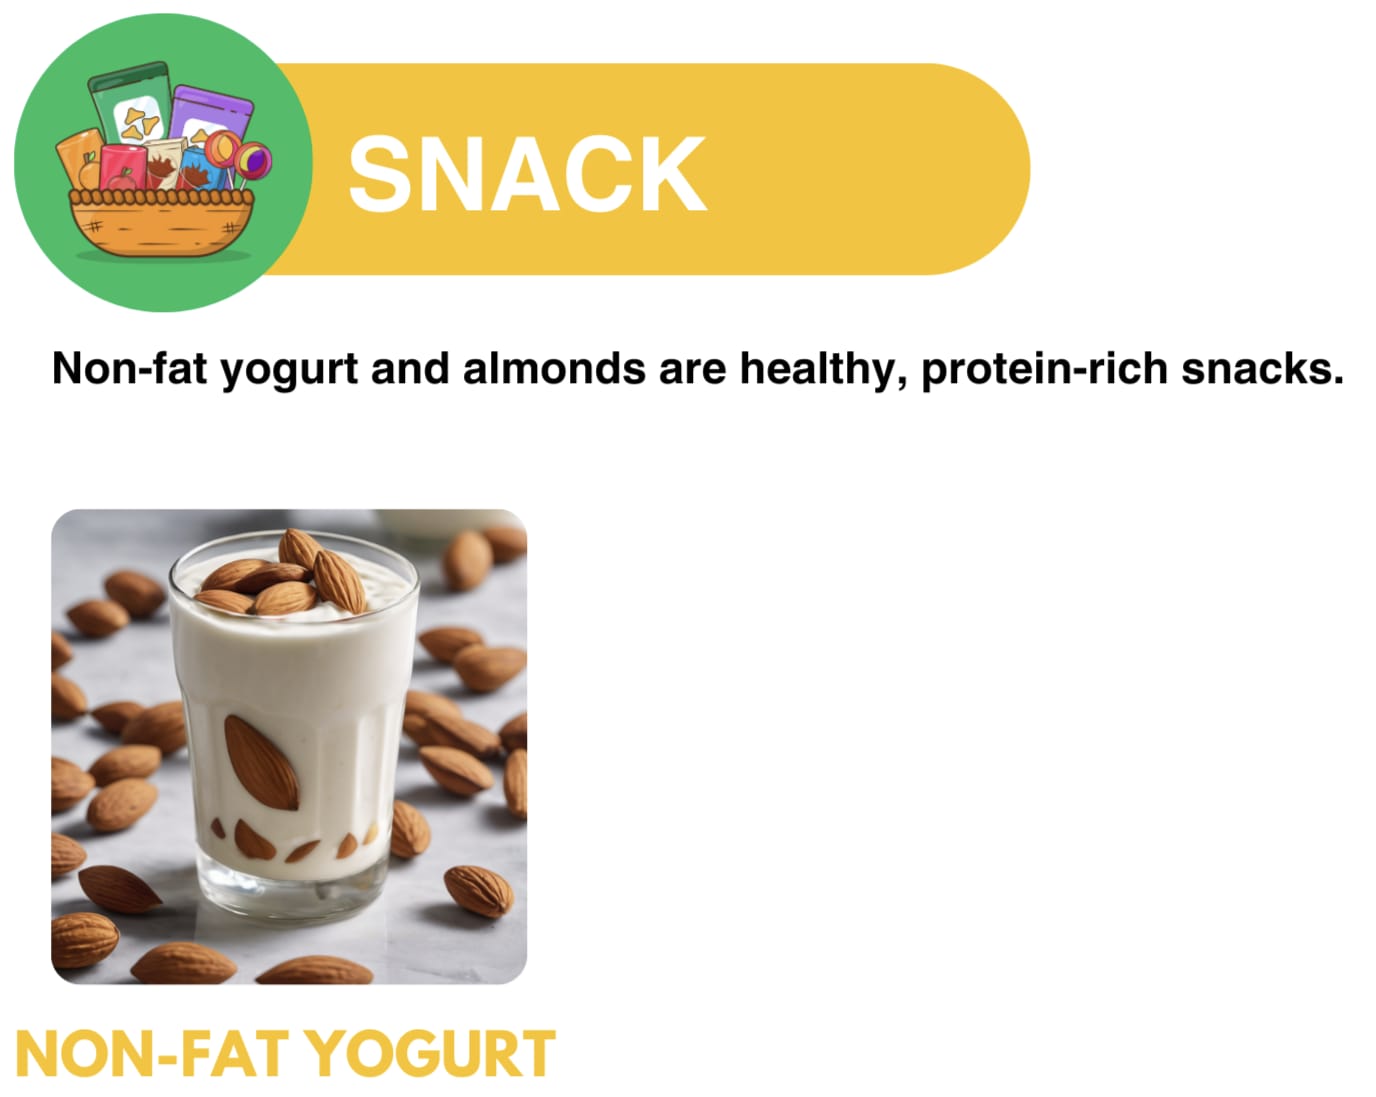 SNACK
Non-fat yogurt and almonds are healthy, protein-rich snacks.
NON-FAT YOGURT